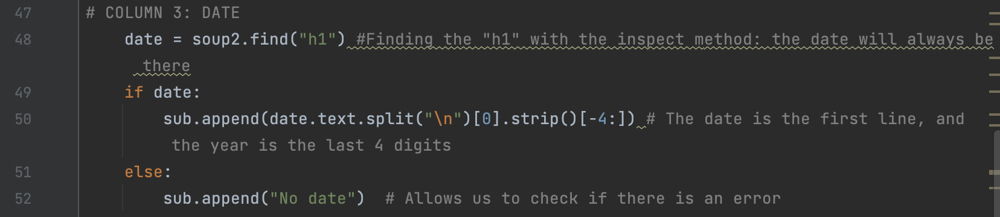 47 # COLUMN 3: DATE
48 date = soup2.find("h1") #Finding the "h1" with the inspect method: the date will always be
there
49 if date:
50 sub.append(date.text.split("\n")[0].strip()[-4:]) # The date is the first line, and
the year is the last 4 digits
51 else:
52 sub.append("No date")  # Allows us to check if there is an error